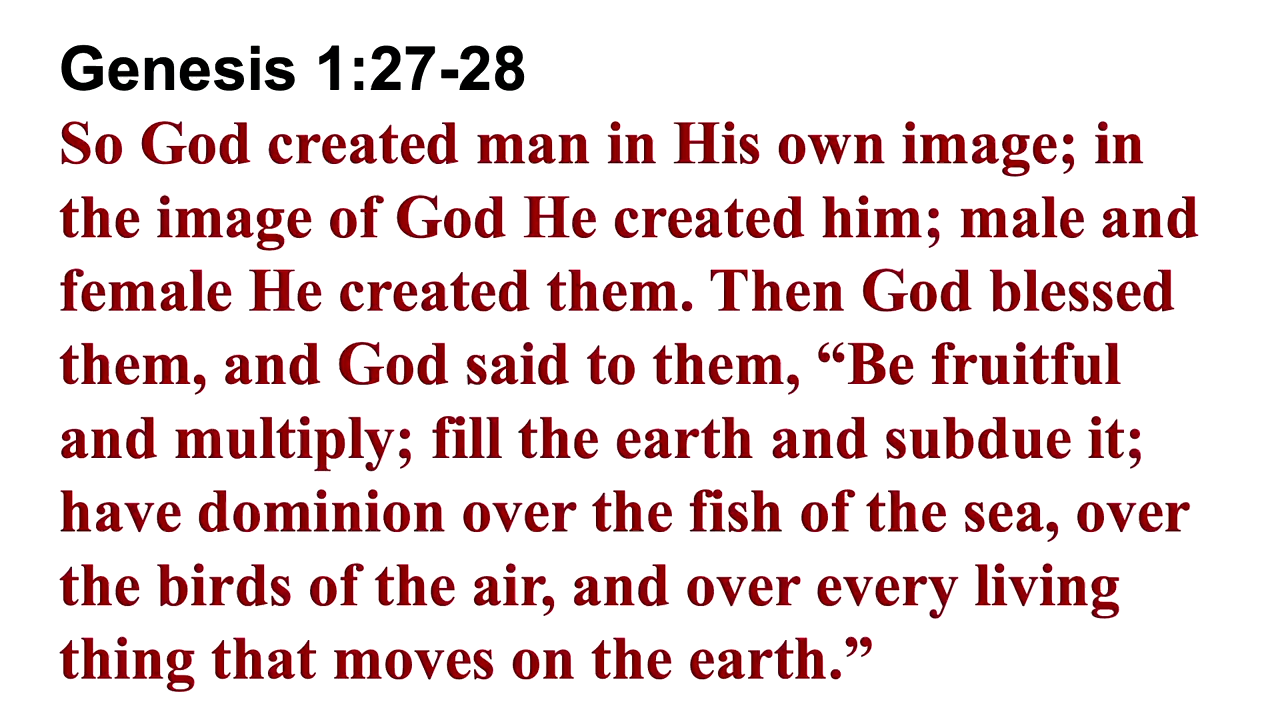 Genesis 1:27-28
So God created man in His own image; in
the image of God He created him; male and
female He created them. Then God blessed
them, and God said to them, “Be fruitful
and multiply; fill the earth and subdue it;
have dominion over the fish of the sea, over
the birds of the air, and over every living
thing that moves on the earth.”